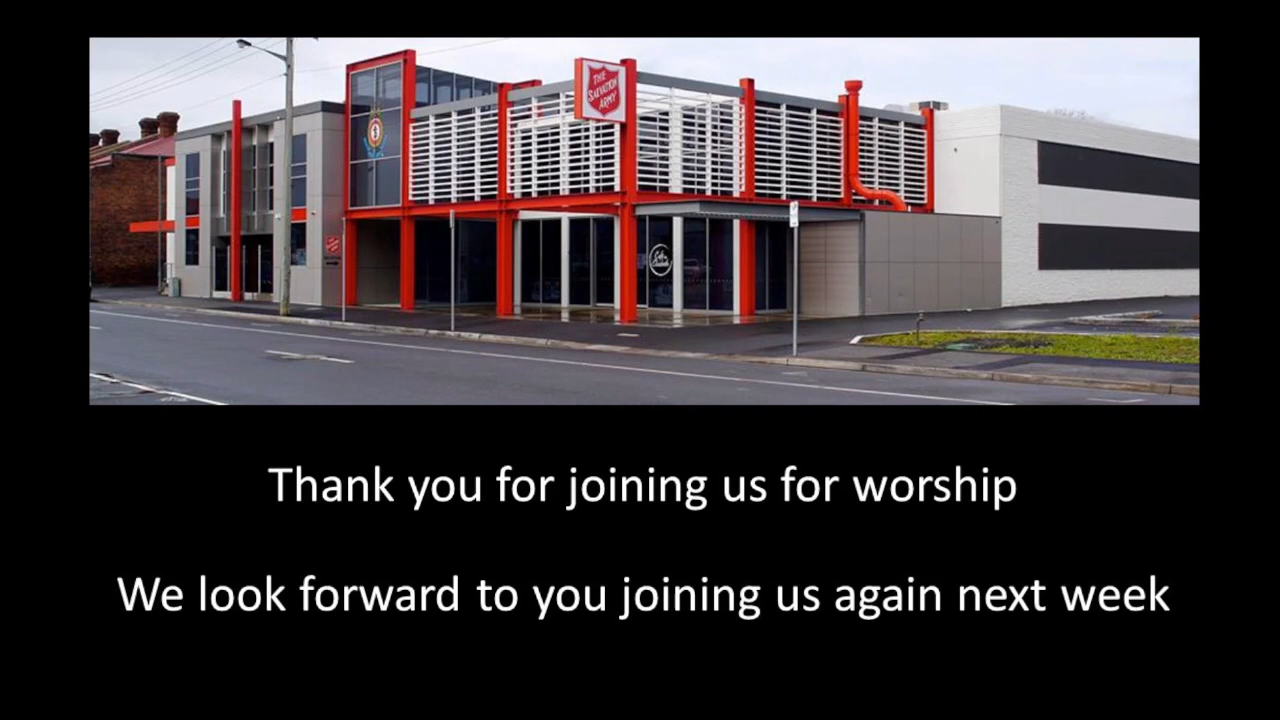 THE
SALVATION
ARMY
Thank you for joining us for worship
We look forward to you joining us again next week